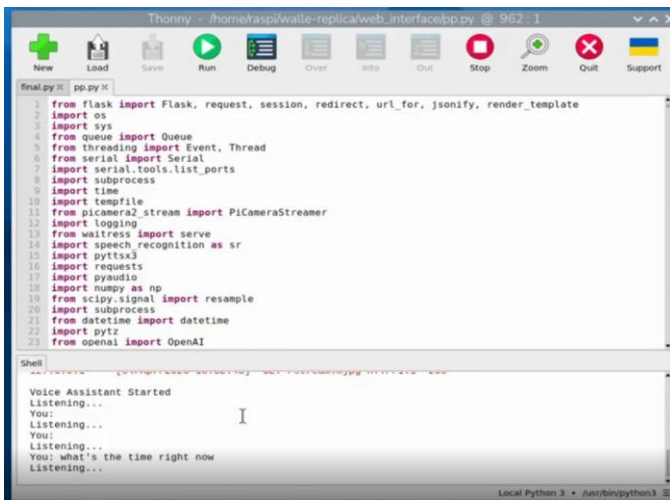 Thonny - /home/raspi/walle-replica/web_interface/pp.py @ 962 : 1
New Load Save Run Debug Over Into Out Stop Zoom Quit Support
final.py pp.py
1 from flask import Flask, request, session, redirect, url_for, jsonify, render_template
2 import os
3 import sys
4 from queue import Queue
5 from threading import Event, Thread
6 from serial import Serial
7 import serial.tools.list_ports
8 import subprocess
9 import time
10 import tempfile
11 from picamera2_stream import PiCameraStreamer
12 import logging
13 from waitress import serve
14 import speech_recognition as sr
15 import pyttsx3
16 import requests
17 import pyaudio
18 import numpy as np
19 from scipy.signal import resample
20 import subprocess
21 from datetime import datetime
22 import pytz
23 from openai import OpenAI
Shell
Voice Assistant Started
Listening...
You:
Listening...
You:
Listening...
You: what's the time right now
Listening...
Local Python 3 • /usr/bin/python3